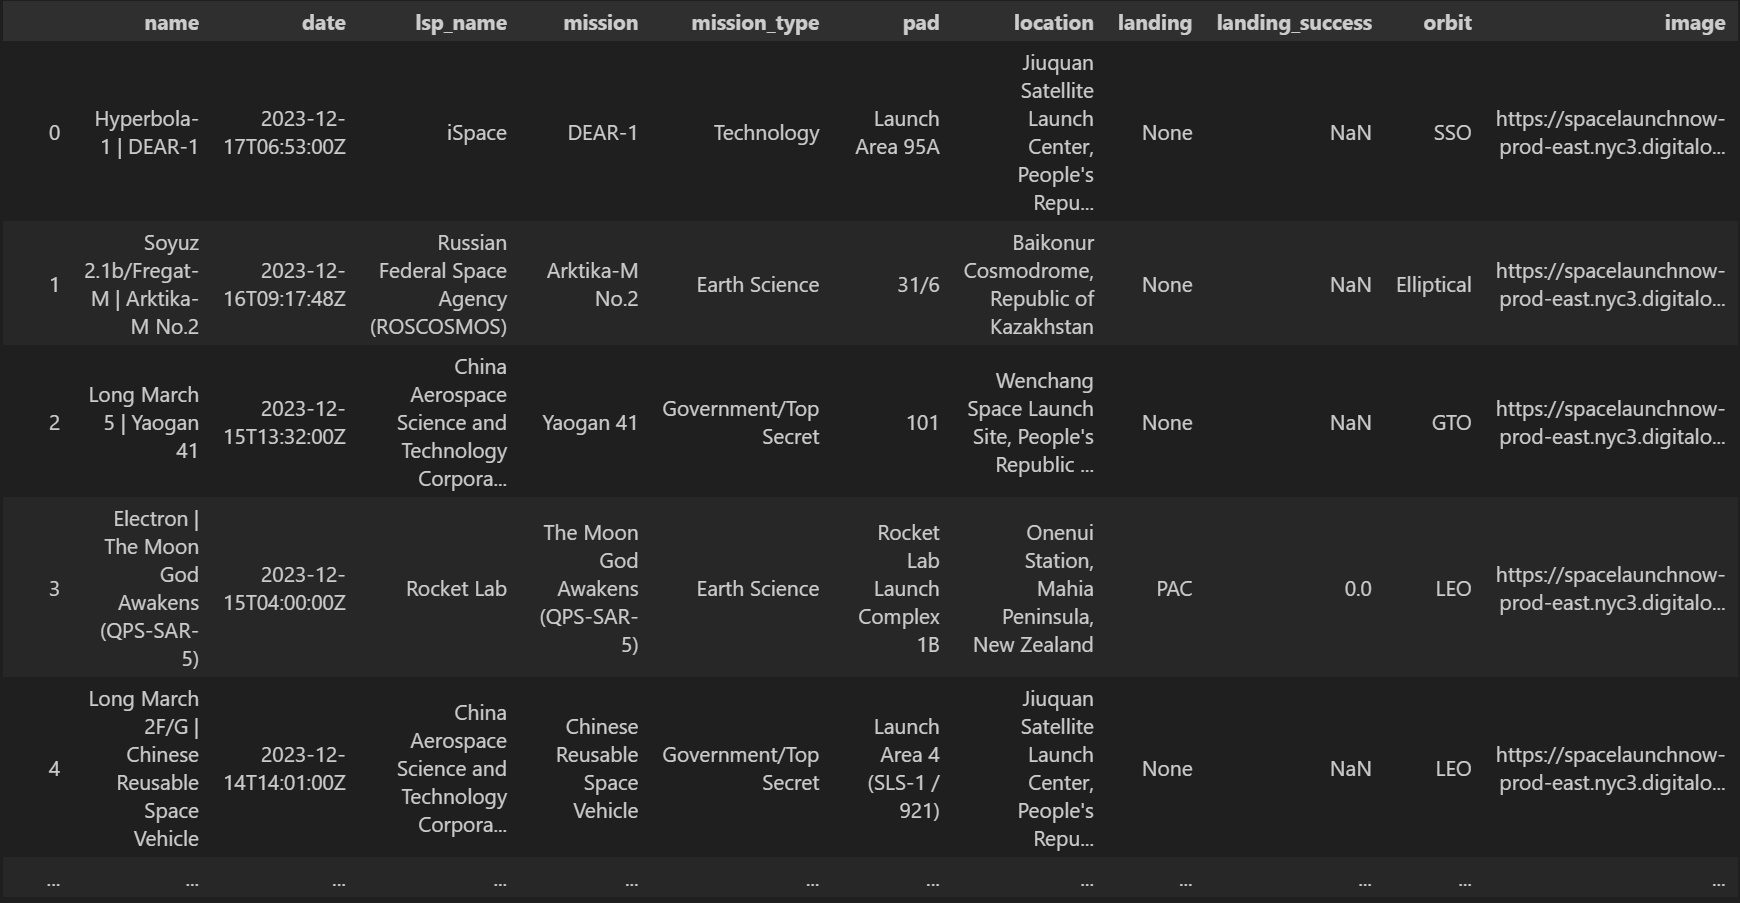 name date lsp_name mission mission_type pad location landing landing_success orbit image
0
Hyperbola-
1 | DEAR-1
2023-12-
17T06:53:00Z
iSpace
DEAR-1
Technology
Launch
Area 95A
Jiuquan
Satellite
Launch
Center,
People's
Repu...
None
NaN
SSO
https://spacelaunchnow-
prod-east.nyc3.digitalo...
1
Soyuz
2.1b/Fregat-
M | Arktika-
M No.2
2023-12-
16T09:17:48Z
Russian
Federal Space
Agency
(ROSCOSMOS)
Arktika-M
No.2
Earth Science
31/6
Baikonur
Cosmodrome,
Republic of
Kazakhstan
None
NaN
Elliptical
https://spacelaunchnow-
prod-east.nyc3.digitalo...
2
Long March
5 | Yaogan
41
2023-12-
15T13:32:00Z
China
Aerospace
Science and
Technology
Corpora...
Yaogan 41
Government/Top
Secret
101
Wenchang
Space Launch
Site, People's
Republic ...
None
NaN
GTO
https://spacelaunchnow-
prod-east.nyc3.digitalo...
3
Electron |
The Moon
God
Awakens
(QPS-SAR-
5)
2023-12-
15T04:00:00Z
Rocket Lab
The Moon
God
Awakens
(QPS-SAR-
5)
Earth Science
Rocket
Lab
Launch
Complex
1B
Onenui
Station,
Mahia
Peninsula,
New Zealand
PAC
0.0
LEO
https://spacelaunchnow-
prod-east.nyc3.digitalo...
4
Long March
2F/G |
Chinese
Reusable
Space
Vehicle
2023-12-
14T14:01:00Z
China
Aerospace
Science and
Technology
Corpora...
Chinese
Reusable
Space
Vehicle
Government/Top
Secret
Launch
Area 4
(SLS-1 /
921)
Jiuquan
Satellite
Launch
Center,
People's
Repu...
None
NaN
LEO
https://spacelaunchnow-
prod-east.nyc3.digitalo...
... ... ... ... ... ... ... ... ... ... ... ...